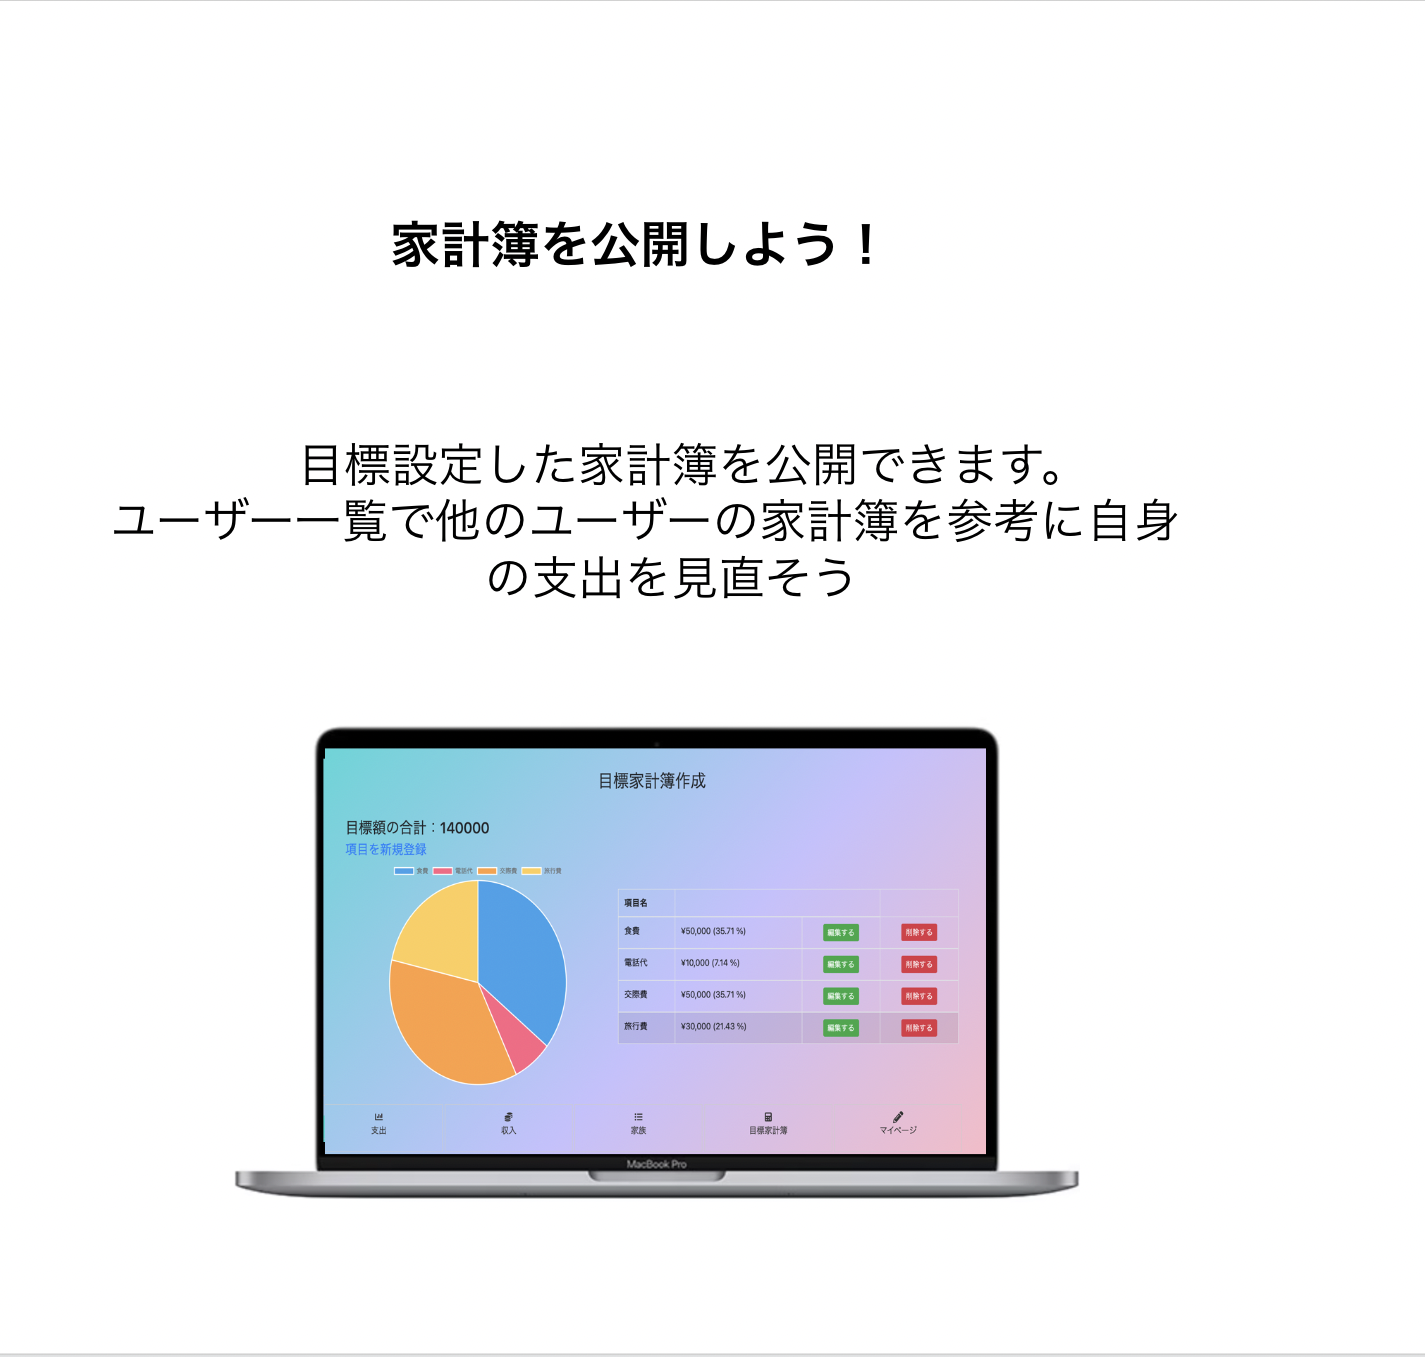 家計簿を公開しよう！
目標設定した家計簿を公開できます。
ユーザー一覧で他のユーザーの家計簿を参考に自身
の支出を見直そう
目標家計簿作成
目標額の合計：140000
項目を新規登録
食費 電話代 交際費 旅行費
項目名
食費 ¥50,000 (35.71 %) 編集する 削除する
電話代 ¥10,000 (7.14 %) 編集する 削除する
交際費 ¥50,000 (35.71 %) 編集する 削除する
旅行費 ¥30,000 (21.43 %) 編集する 削除する
支出 収入 家族 目標家計簿 マイページ
MacBook Pro